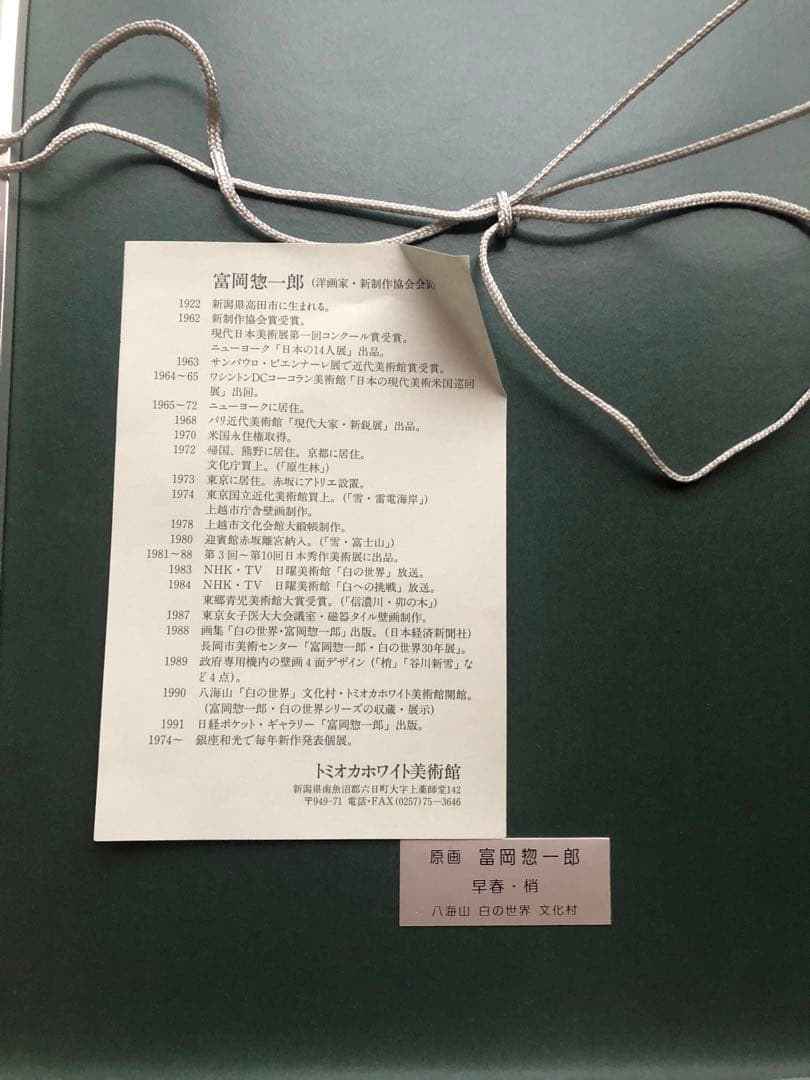 富岡惣一郎 (洋画家・新制作協会会員)
1922 新潟県高田市に生まれる。
1962 新制作協会賞受賞。
現代日本美術展第一回コンクール賞受賞。
ニューヨーク「日本の14人展」出品。
1963 サンパウロ・ビエンナーレ展で近代美術館賞受賞。
1964〜65 ワシントンDCコーコラン美術館「日本の現代美術米国巡回
展」出回。
1965〜72 ニューヨークに居住。
1968 パリ近代美術館「現代大家・新鋭展」出品。
1970 米国永住権取得。
1972 帰国、熊野に居住。京都に居住。
文化庁買上。(「原生林」)
1973 東京に居住。赤坂にアトリエ設置。
1974 東京国立近化美術館買上。(「雪・雷電海岸」)
上越市庁舎壁画制作。
1978 上越市文化会館大緞帳制作。
1980 迎賓館赤坂離宮納入。(「雪・富士山」)
1981〜88 第3回〜第10回日本秀作美術展に出品。
1983 NHK・TV 日曜美術館「白の世界」放送。
1984 NHK・TV 日曜美術館「白への挑戦」放送。
東郷青児美術館大賞受賞。(「信濃川・卯の木」)
1987 東京女子医大大会議室・磁器タイル壁画制作。
1988 画集「白の世界・富岡惣一郎」出版。(日本経済新聞社)
長岡市美術センター「富岡惣一郎・白の世界30年展」。
1989 政府専用機内の壁画4面デザイン(「梢」「谷川新雪」な
ど4点)。
1990 八海山「白の世界」文化村・トミオカホワイト美術館開館。
(富岡惣一郎・白の世界シリーズの収蔵・展示)
1991 日経ポケット・ギャラリー「富岡惣一郎」出版。
1974〜 銀座和光で毎年新作発表個展。
トミオカホワイト美術館
新潟県南魚沼郡六日町大字上薬師堂142
〒949-71 電話・FAX(0257)75―3646
原画 富岡惣一郎
早春・梢
八海山 白の世界 文化村